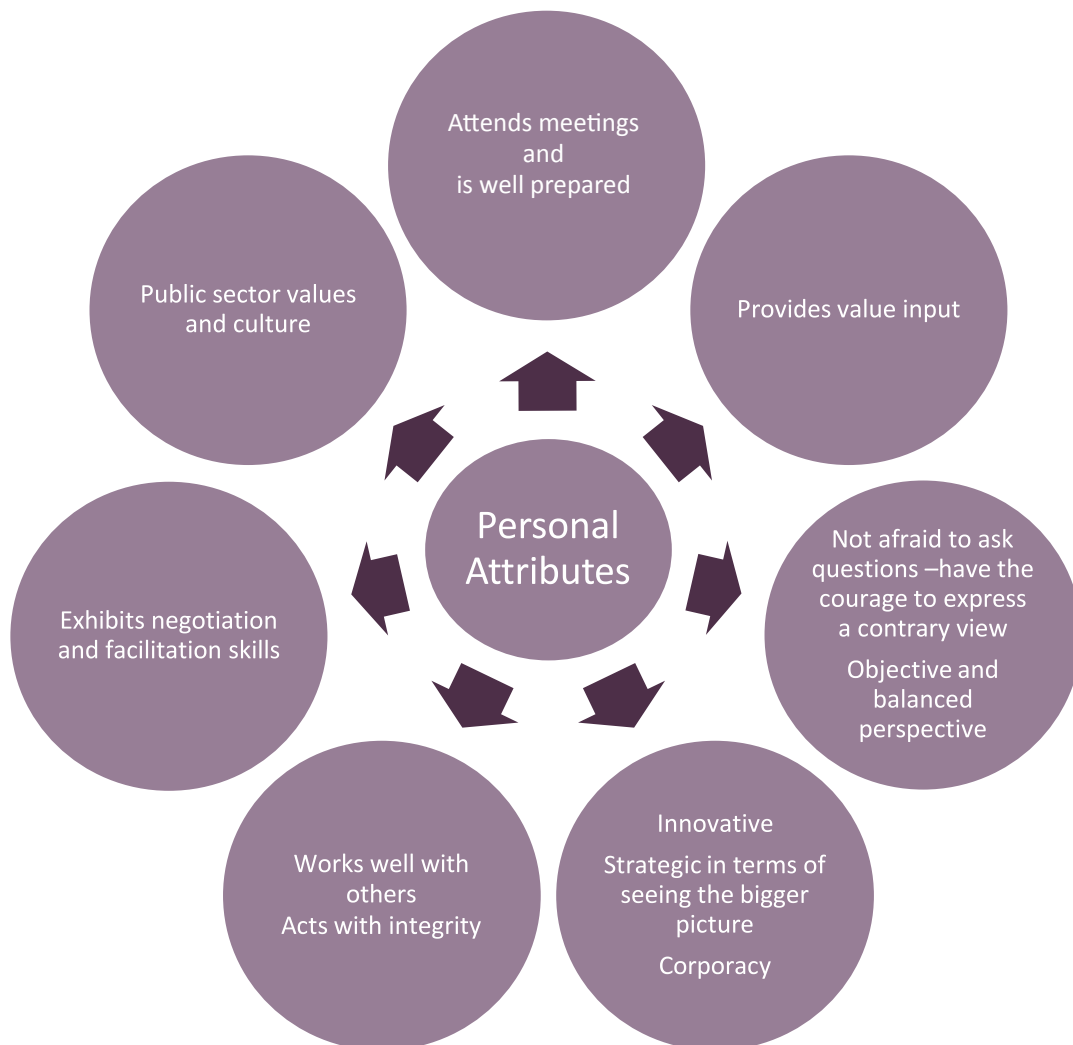 Attends meetings
and
is well prepared
Provides value input
Not afraid to ask
questions –have the
courage to express
a contrary view
Objective and
balanced
perspective
Innovative
Strategic in terms of
seeing the bigger
picture
Corporacy
Works well with
others
Acts with integrity
Exhibits negotiation
and facilitation skills
Public sector values
and culture
Personal
Attributes